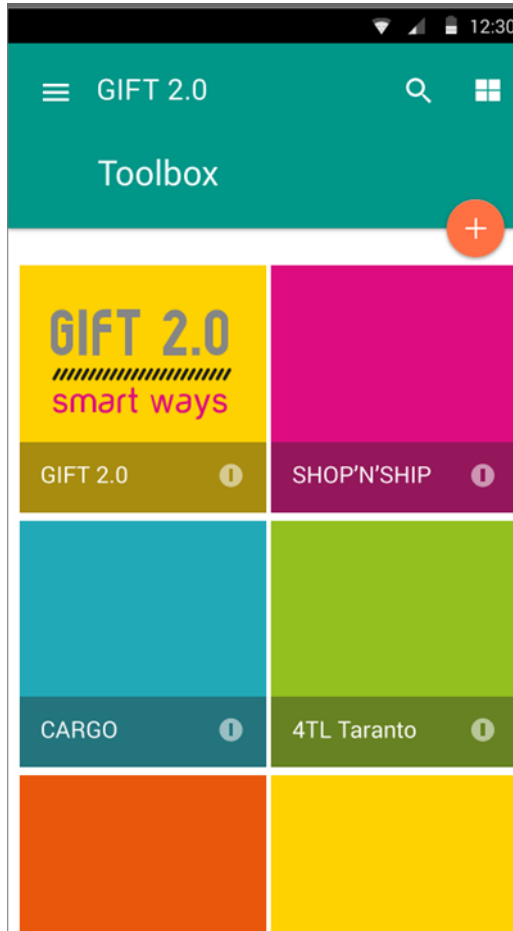 12:30
GIFT 2.0
Toolbox
GIFT 2.0
smart ways
GIFT 2.0
SHOP'N'SHIP
CARGO
4TL Taranto